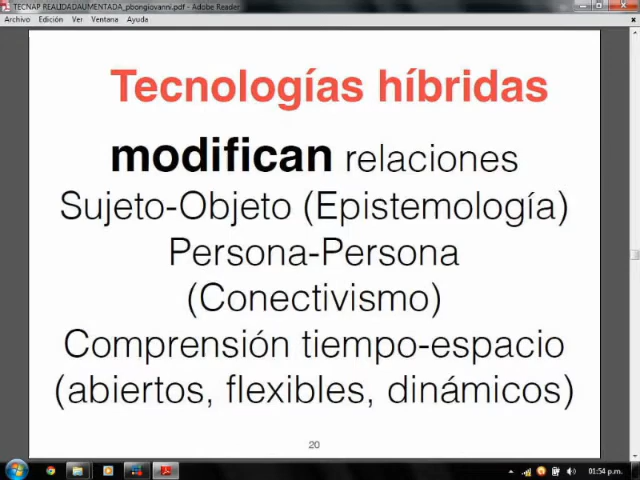 TECNAP REALIDADAUMENTADA_pbongiovanni.pdf - Adobe Reader
Archivo Edición Ver Ventana Ayuda
Tecnologías híbridas
modifican relaciones
Sujeto-Objeto (Epistemología)
Persona-Persona
(Conectivismo)
Comprensión tiempo-espacio
(abiertos, flexibles, dinámicos)
20
01:54 p.m.